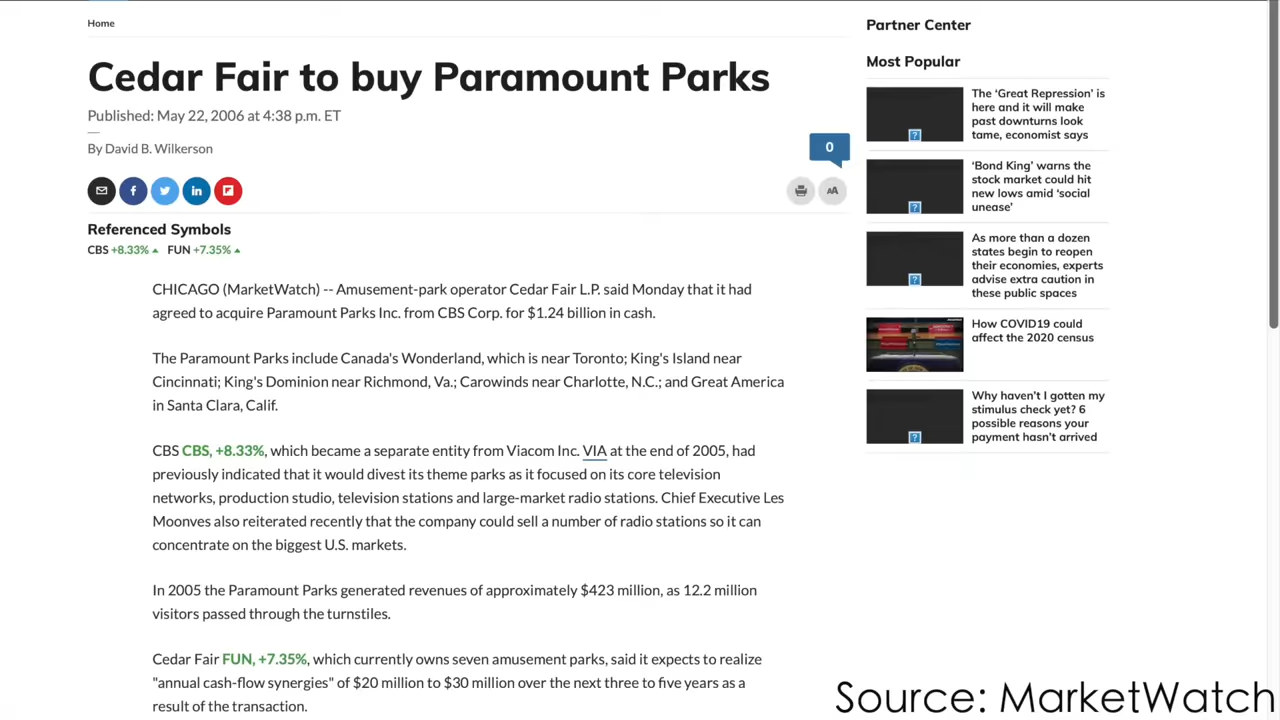 Home
Cedar Fair to buy Paramount Parks
Published: May 22, 2006 at 4:38 p.m. ET
By David B. Wilkerson
0
AA
Referenced Symbols
CBS +8.33% FUN +7.35%
CHICAGO (MarketWatch) -- Amusement-park operator Cedar Fair L.P. said Monday that it had
agreed to acquire Paramount Parks Inc. from CBS Corp. for $1.24 billion in cash.
The Paramount Parks include Canada's Wonderland, which is near Toronto; King's Island near
Cincinnati; King's Dominion near Richmond, Va.; Carowinds near Charlotte, N.C.; and Great America
in Santa Clara, Calif.
CBS CBS, +8.33%, which became a separate entity from Viacom Inc. VIA at the end of 2005, had
previously indicated that it would divest its theme parks as it focused on its core television
networks, production studio, television stations and large-market radio stations. Chief Executive Les
Moonves also reiterated recently that the company could sell a number of radio stations so it can
concentrate on the biggest U.S. markets.
In 2005 the Paramount Parks generated revenues of approximately $423 million, as 12.2 million
visitors passed through the turnstiles.
Cedar Fair FUN, +7.35%, which currently owns seven amusement parks, said it expects to realize
"annual cash-flow synergies" of $20 million to $30 million over the next three to five years as a
result of the transaction.
Partner Center
Most Popular
The ‘Great Repression’ is
here and it will make
past downturns look
tame, economist says
‘Bond King’ warns the
stock market could hit
new lows amid ‘social
unease’
As more than a dozen
states begin to reopen
their economies, experts
advise extra caution in
these public spaces
How COVID19 could
affect the 2020 census
Why haven’t I gotten my
stimulus check yet? 6
possible reasons your
payment hasn’t arrived
Source: MarketWatch